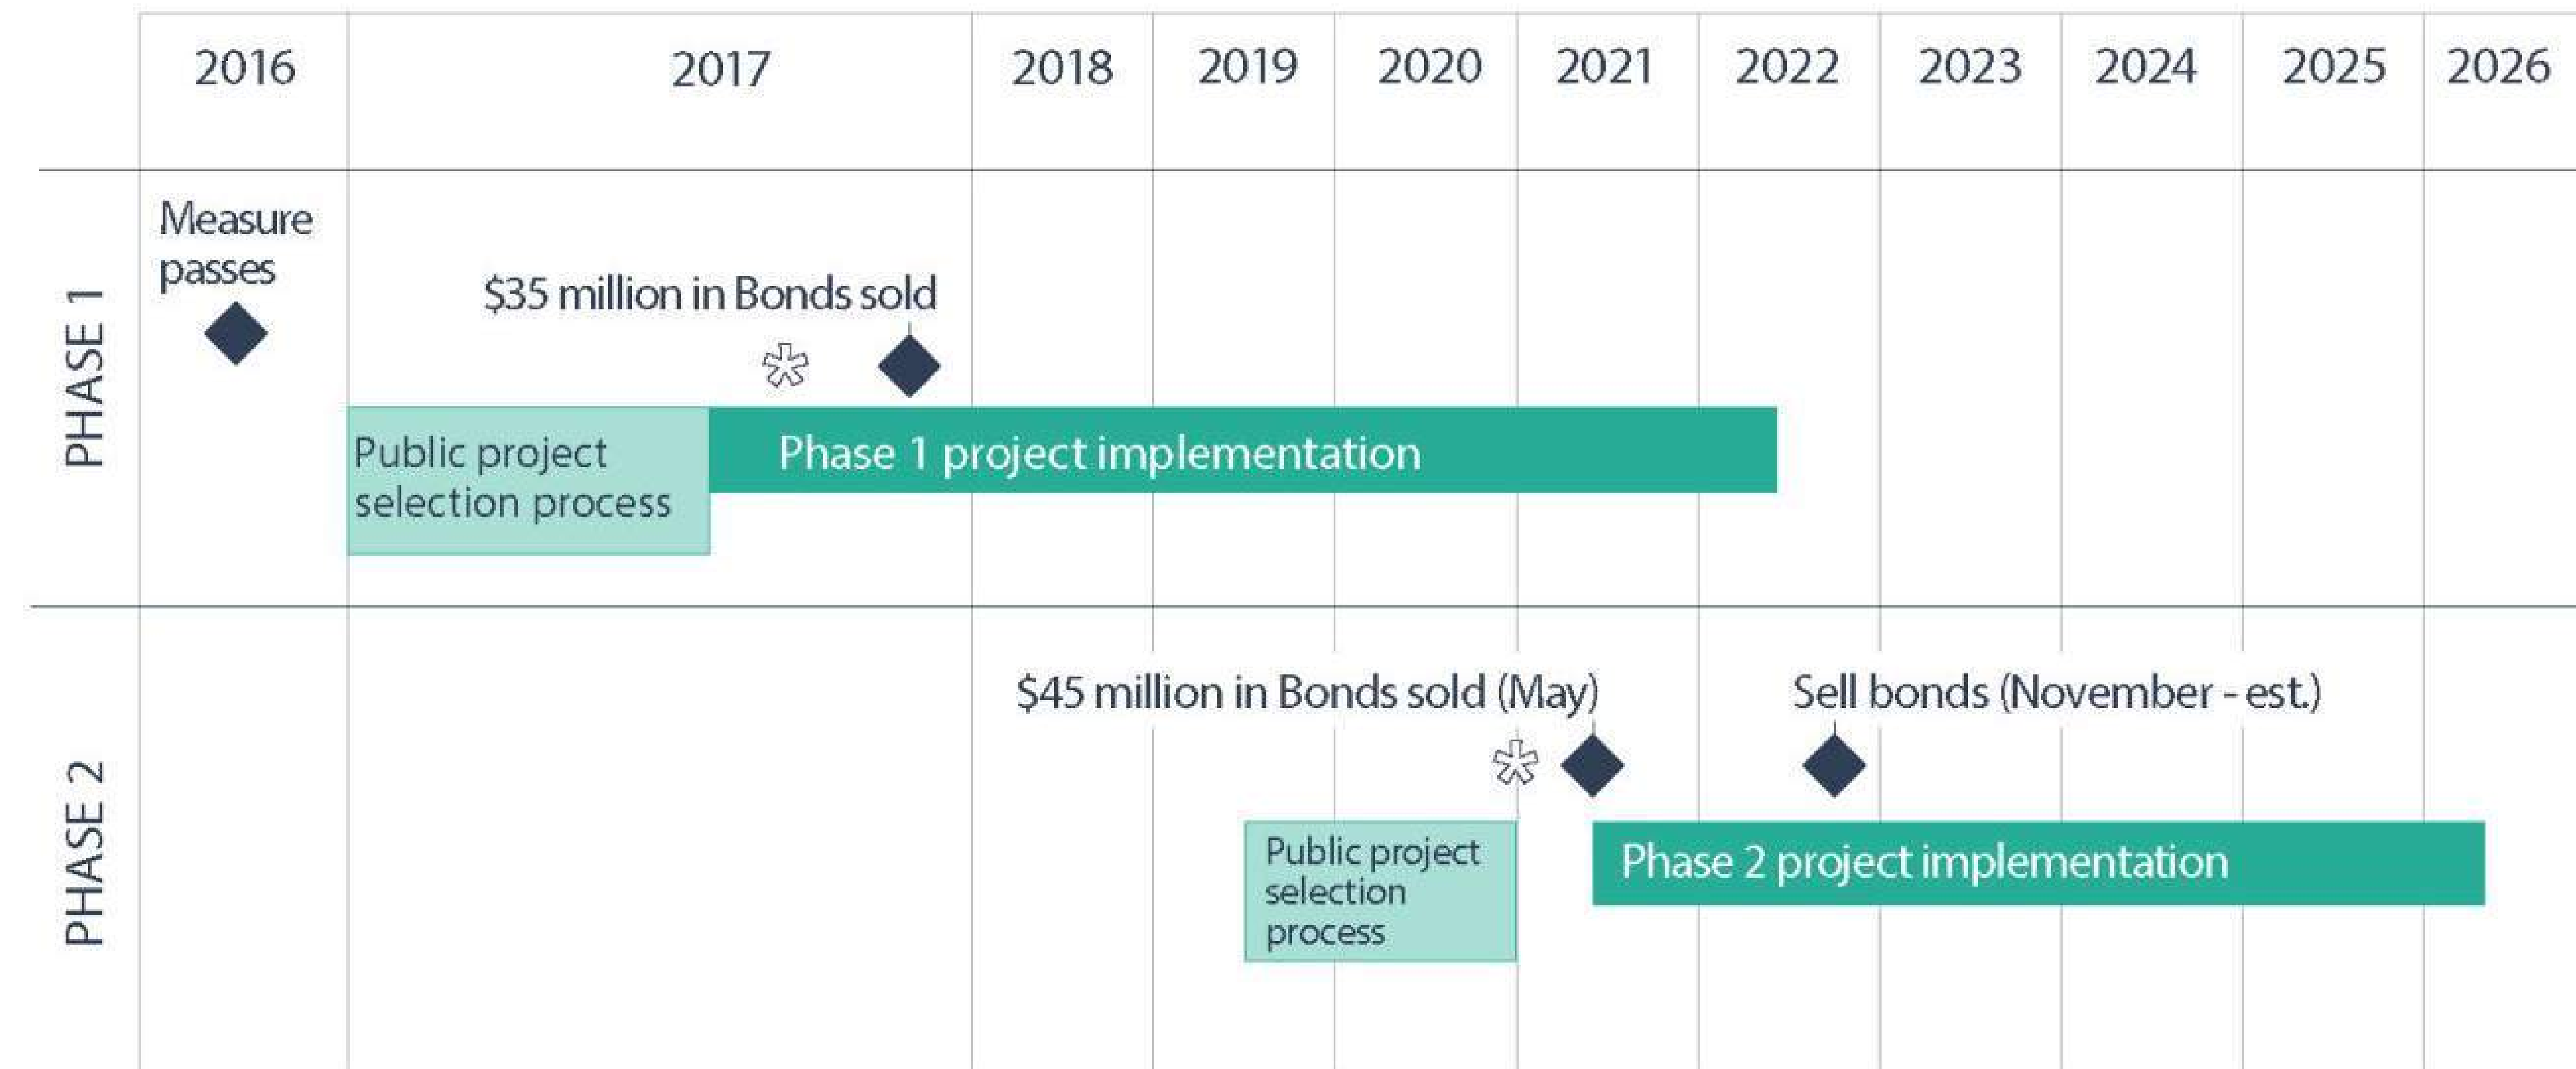 2016 2017 2018 2019 2020 2021 2022 2023 2024 2025 2026
PHASE 1
Measure
passes
$35 million in Bonds sold
Public project
selection process
Phase 1 project implementation
PHASE 2
$45 million in Bonds sold (May)
Sell bonds (November - est.)
Public project
selection
process
Phase 2 project implementation